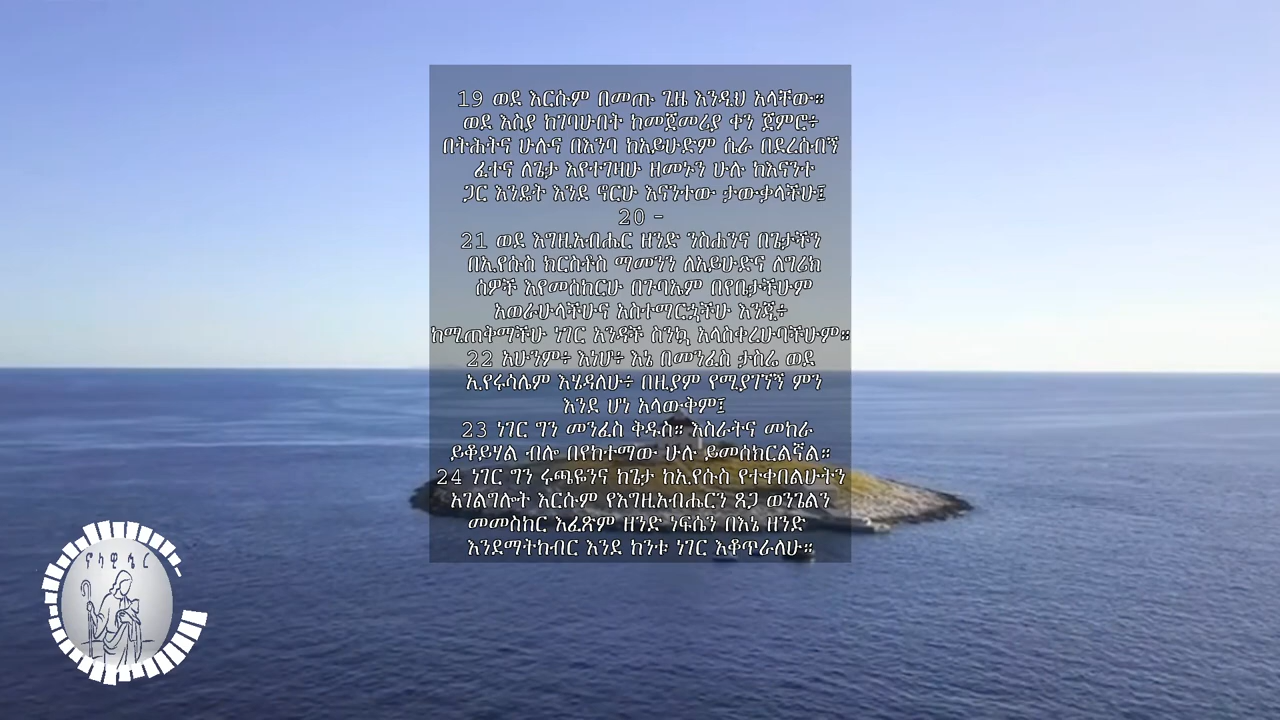 19 ወደ እርሱም በመጡ ጊዜ እንዲህ አላቸው።
ወደ እስያ ከገባሁበት ከመጀመሪያ ቀን ጀምሮ፥
በትሕትና ሁሉና በእንባ ከአይሁድም ሴራ በደረሰብኝ
ፈተና ለጌታ እየተገዛሁ ዘመኑን ሁሉ ከእናንተ
ጋር እንዴት እንደ ኖርሁ እናንተው ታውቃላችሁ፤
20 -
21 ወደ እግዚአብሔር ዘንድ ንስሐንና በጌታችን
በኢየሱስ ክርስቶስ ማመንን ለአይሁድና ለግሪክ
ሰዎች እየመሰከርሁ በጉባኤም በየቤታችሁም
አወራሁላችሁና አስተማርኋችሁ እንጂ፥
ከሚጠቅማችሁ ነገር አንዳች ስንኳ አላስቀረሁባችሁም።
22 አሁንም፥ እነሆ፥ እኔ በመንፈስ ታስሬ ወደ
ኢየሩሳሌም እሄዳለሁ፥ በዚያም የሚያገኘኝ ምን
እንደ ሆነ አላውቅም፤
23 ነገር ግን መንፈስ ቅዱስ። እስራትና መከራ
ይቆይሃል ብሎ በየከተማው ሁሉ ይመሰክርልኛል።
24 ነገር ግን ሩጫዬንና ከጌታ ከኢየሱስ የተቀበልሁትን
አገልግሎት እርሱም የእግዚአብሔርን ጸጋ ወንጌልን
መመስከር እፈጽም ዘንድ ነፍሴን በእኔ ዘንድ
እንደማትከብር እንደ ከንቱ ነገር እቆጥራለሁ።